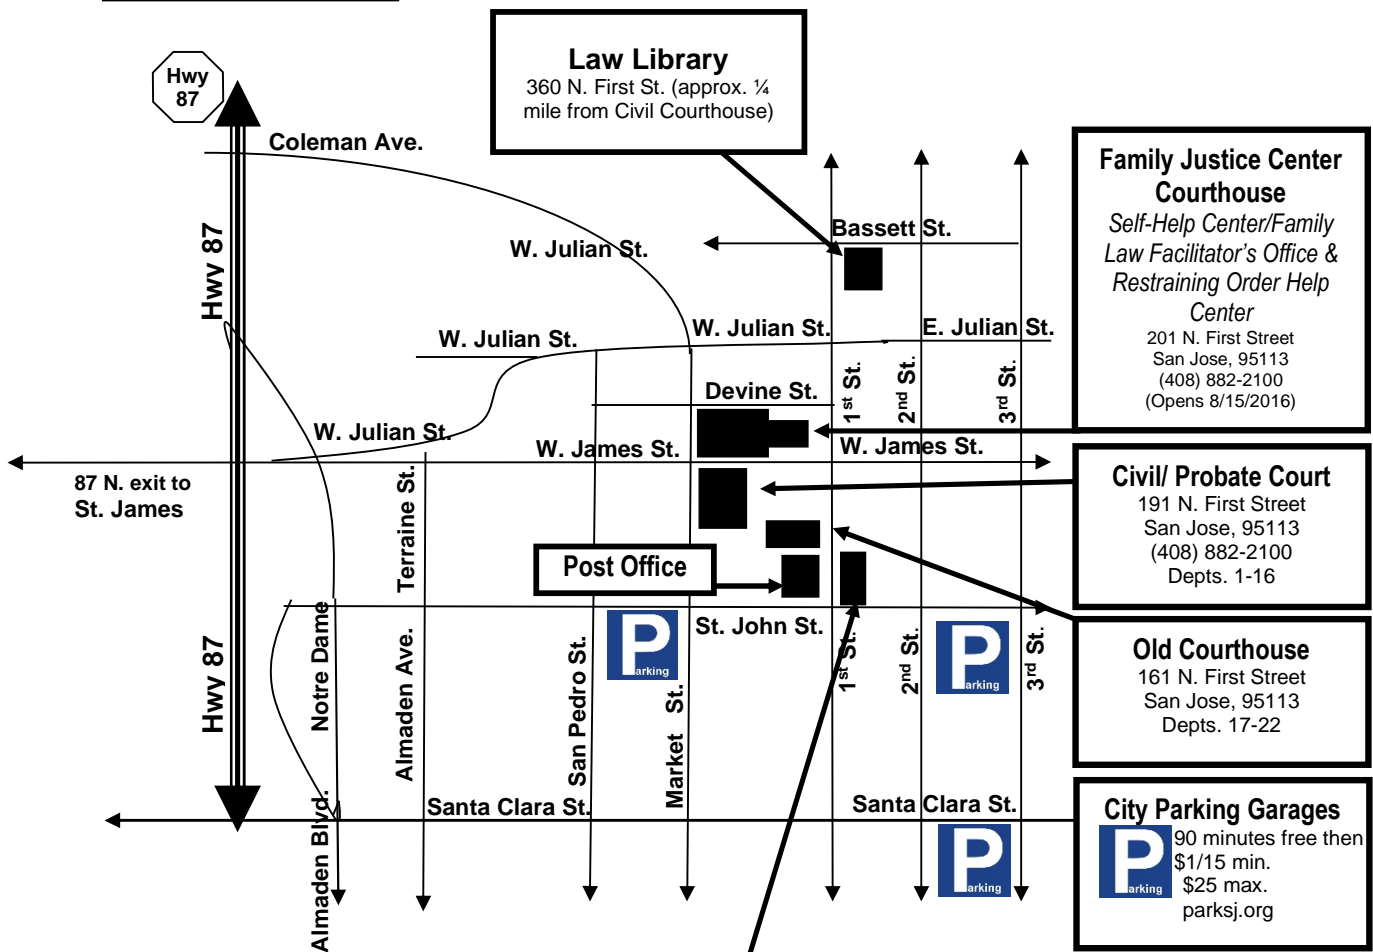 Law Library
360 N. First St. (approx. ¼
mile from Civil Courthouse)
Hwy
87
Coleman Ave.
Family Justice Center
Courthouse
Self-Help Center/Family
Law Facilitator’s Office &
Restraining Order Help
Center
201 N. First Street
San Jose, 95113
(408) 882-2100
(Opens 8/15/2016)
Bassett St.
W. Julian St.
Hwy 87
W. Julian St.
W. Julian St.
E. Julian St.
Devine St.
1st St.
2nd St.
3rd St.
W. Julian St.
W. James St.
W. James St.
87 N. exit to
St. James
Terraine St.
Civil/ Probate Court
191 N. First Street
San Jose, 95113
(408) 882-2100
Depts. 1-16
Post Office
St. John St.
Parking
Parking
Hwy 87
Notre Dame
Almaden Ave.
San Pedro St.
Market St.
1st St.
2nd St.
3rd St.
Old Courthouse
161 N. First Street
San Jose, 95113
Depts. 17-22
Almaden Blvd.
Santa Clara St.
Santa Clara St.
Parking
City Parking Garages
Parking
90 minutes free then
$1/15 min.
$25 max.
parksj.org